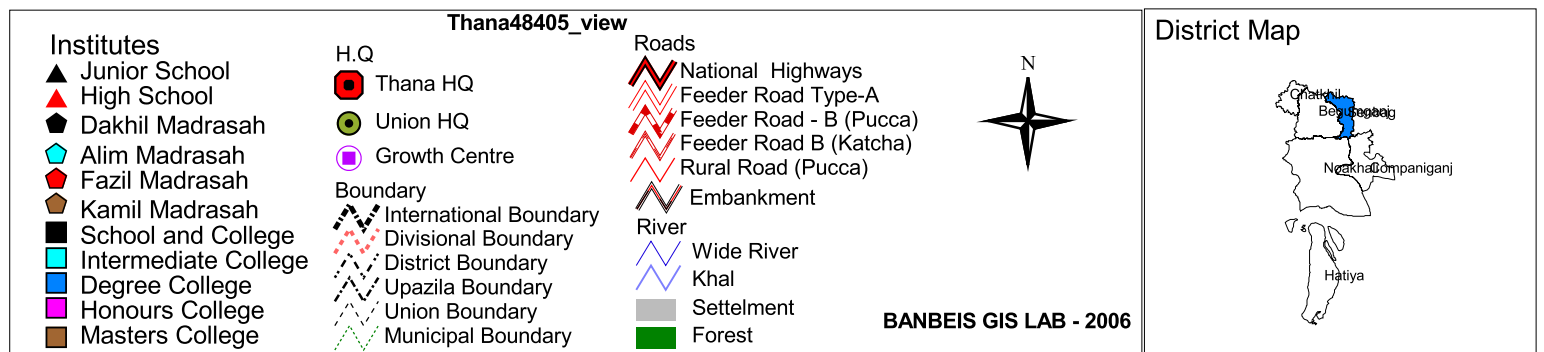 Thana48405_view
Institutes
Junior School
High School
Dakhil Madrasah
Alim Madrasah
Fazil Madrasah
Kamil Madrasah
School and College
Intermediate College
Degree College
Honours College
Masters College
H.Q
Thana HQ
Union HQ
Growth Centre
Boundary
International Boundary
Divisional Boundary
District Boundary
Upazila Boundary
Union Boundary
Municipal Boundary
Roads
National Highways
Feeder Road Type-A
Feeder Road - B (Pucca)
Feeder Road B (Katcha)
Rural Road (Pucca)
Embankment
River
Wide River
Khal
Settelment
Forest
N
BANBEIS GIS LAB - 2006
District Map
Chatkhil
Begumganj
Senbag
Noakhali
Companiganj
Hatiya